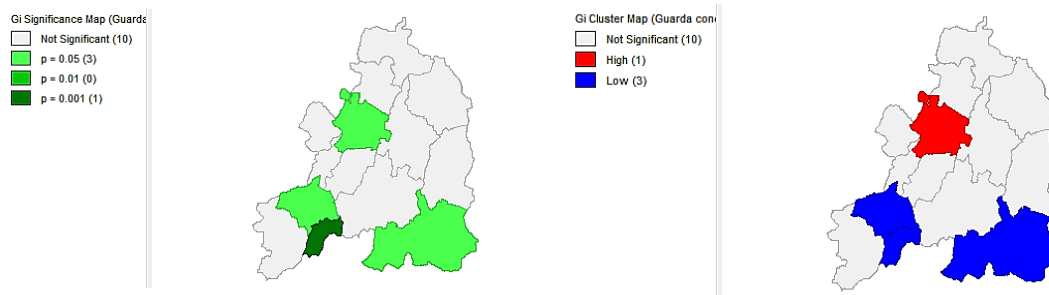 Gi Significance Map (Guarda
Not Significant (10)
p = 0.05 (3)
p = 0.01 (0)
p = 0.001 (1)
Gi Cluster Map (Guarda con
Not Significant (10)
High (1)
Low (3)